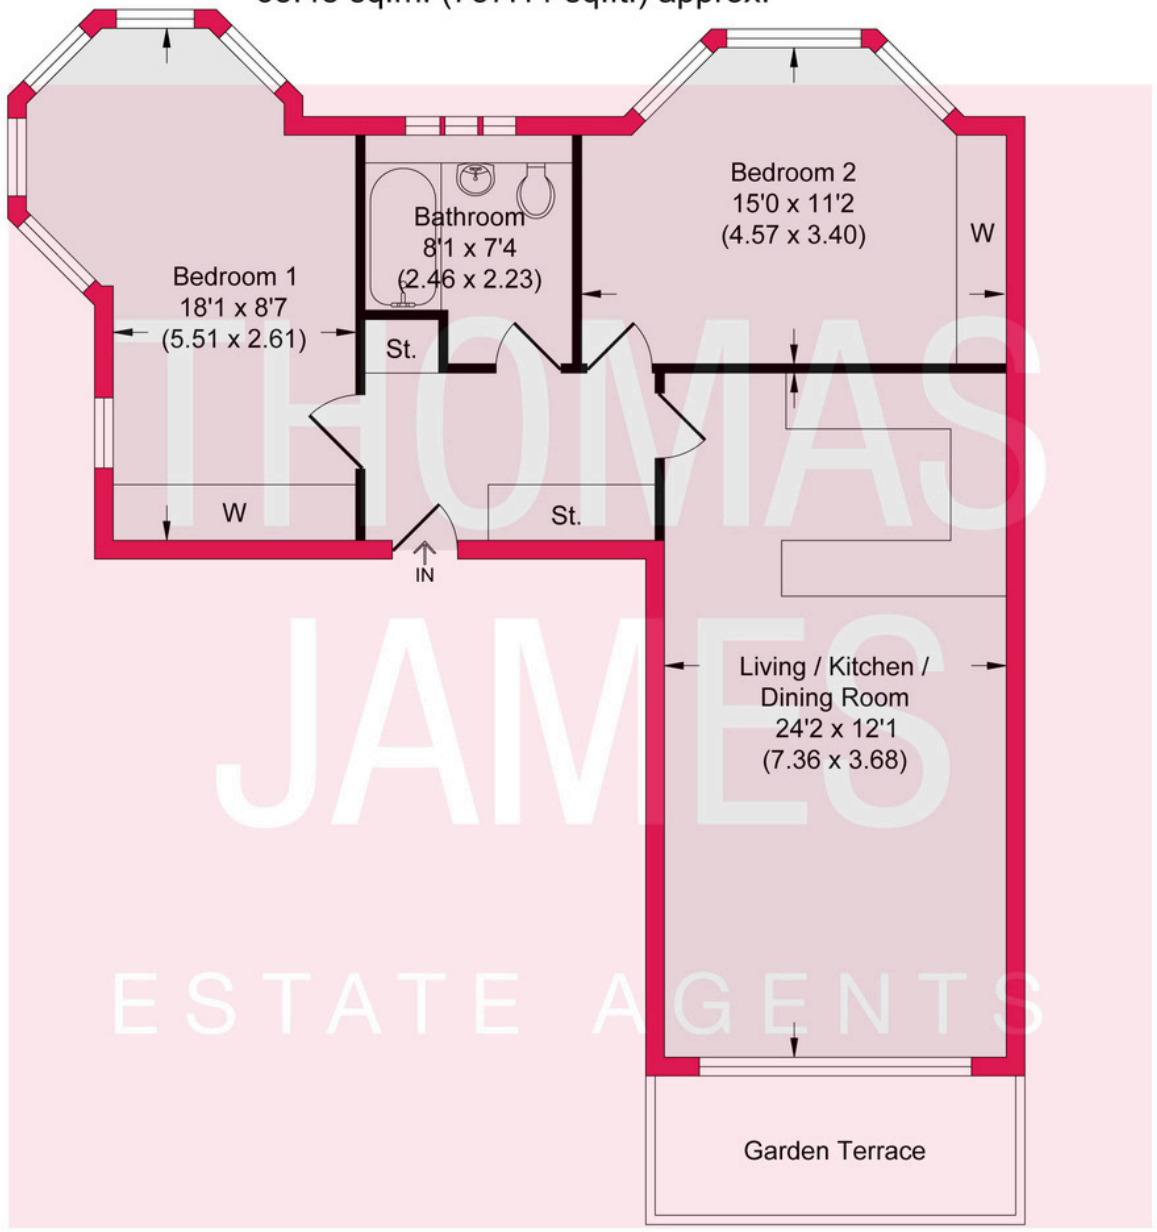 Bedroom 1
18'1 x 8'7
(5.51 x 2.61)
Bathroom
8'1 x 7'4
(2.46 x 2.23)
Bedroom 2
15'0 x 11'2
(4.57 x 3.40)
W
St.
W
St.
IN
Living / Kitchen /
Dining Room
24'2 x 12'1
(7.36 x 3.68)
Garden Terrace
THOMAS
JAMES
ESTATE AGENTS